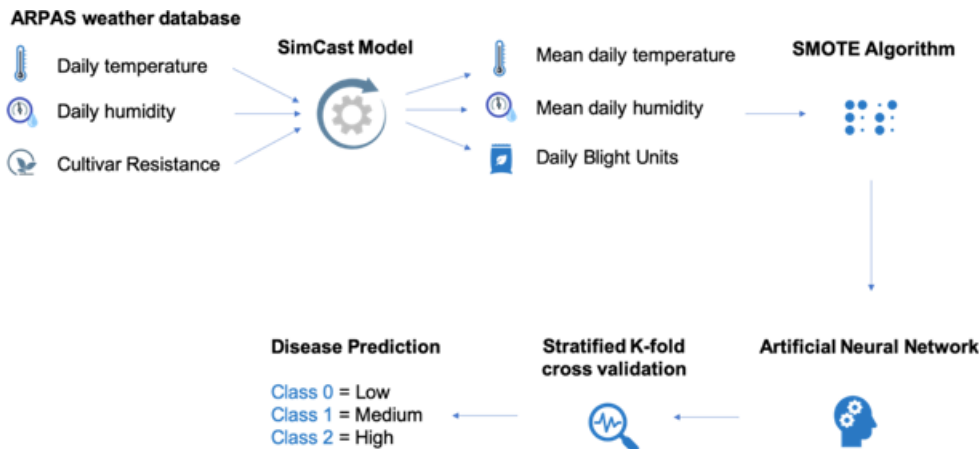 ARPAS weather database
Daily temperature
Daily humidity
Cultivar Resistance
SimCast Model
Mean daily temperature
Mean daily humidity
Daily Blight Units
SMOTE Algorithm
Artificial Neural Network
Stratified K-fold
cross validation
Disease Prediction
Class 0 = Low
Class 1 = Medium
Class 2 = High